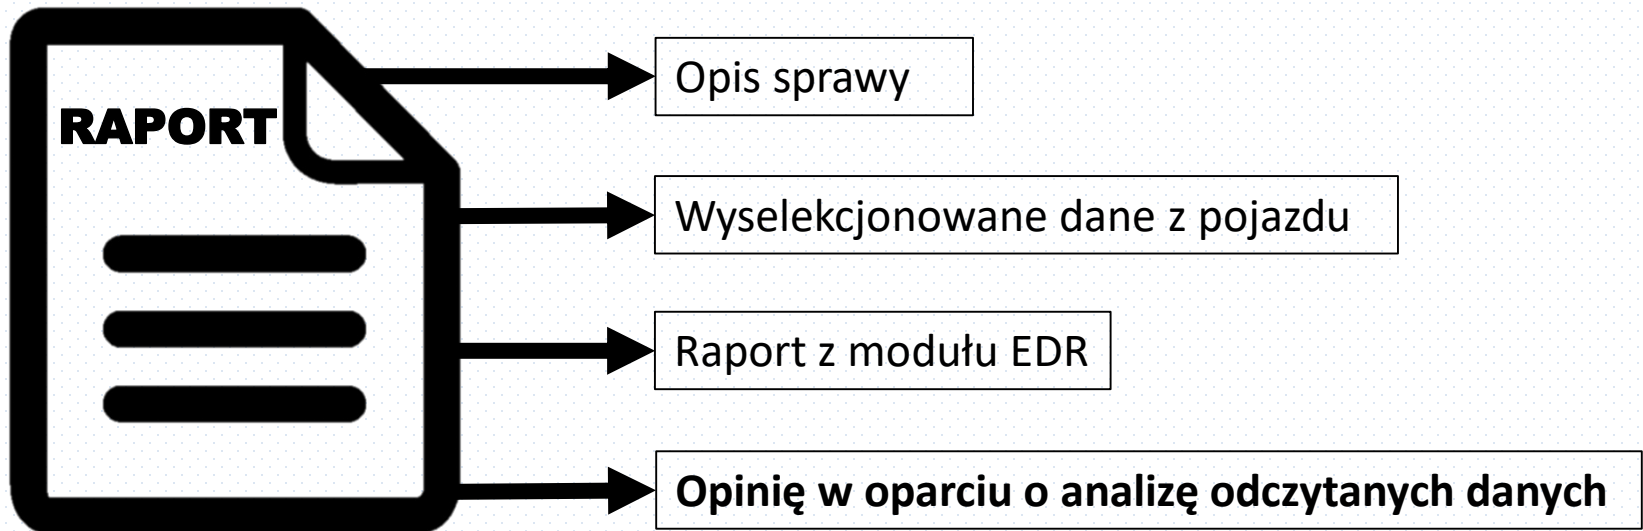 RAPORT
Opis sprawy
Wyselekcjonowane dane z pojazdu
Raport z modułu EDR
Opinię w oparciu o analizę odczytanych danych